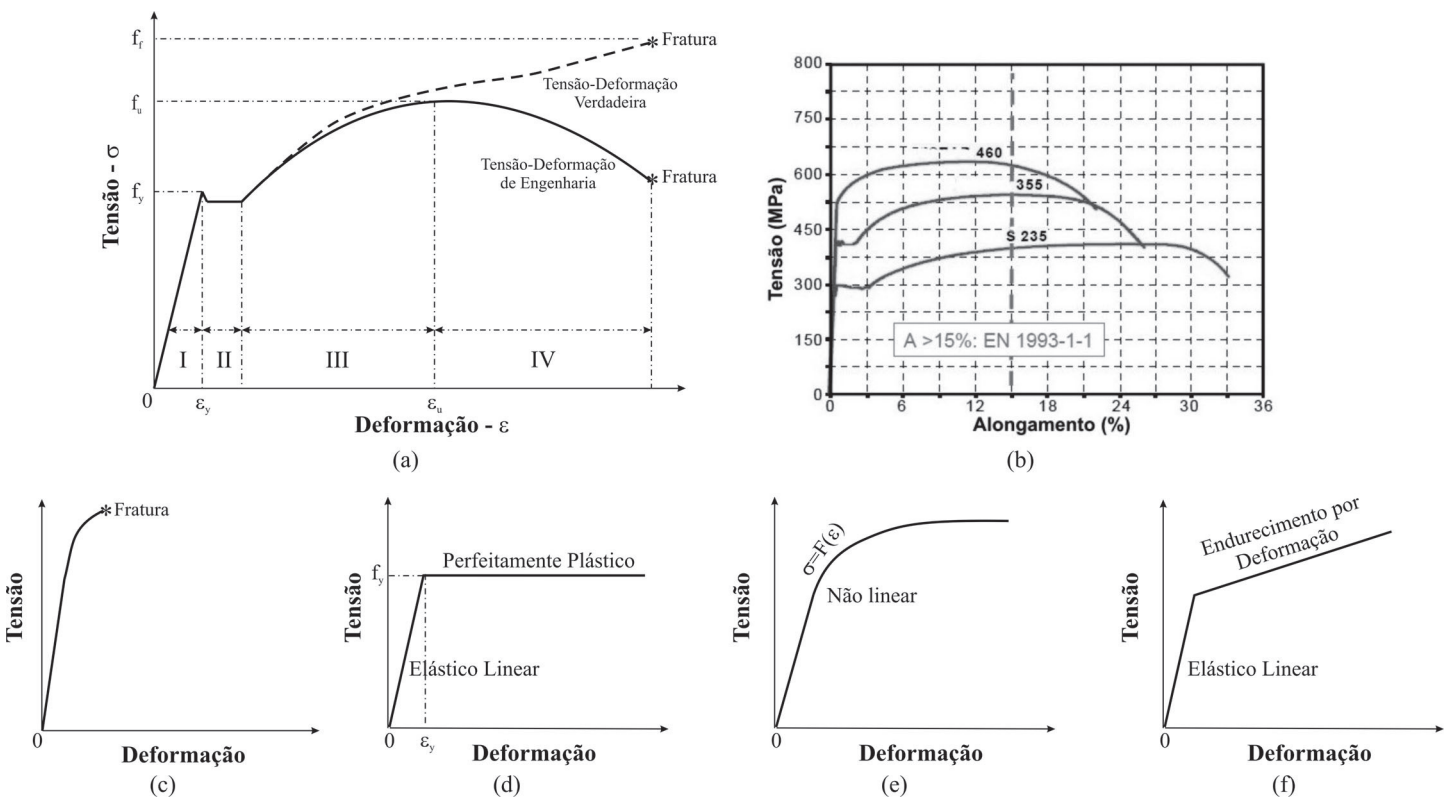 Tensão - σ
f_f
f_u
f_y
Fratura
Tensão-Deformação
Verdadeira
Tensão-Deformação
de Engenharia
Fratura
I
II
III
IV
0
ε_y
ε_u
Deformação - ε
(a)
Tensão (MPa)
800
750
600
450
300
150
0
460
355
S 235
A >15%: EN 1993-1-1
0
6
12
18
24
30
36
Alongamento (%)
(b)
Tensão
Fratura
0
Deformação
(c)
Tensão
f_y
Perfeitamente Plástico
Elástico Linear
0
ε_y
Deformação
(d)
Tensão
σ=F(ε)
Não linear
0
Deformação
(e)
Tensão
Endurecimento por
Deformação
Elástico Linear
0
Deformação
(f)